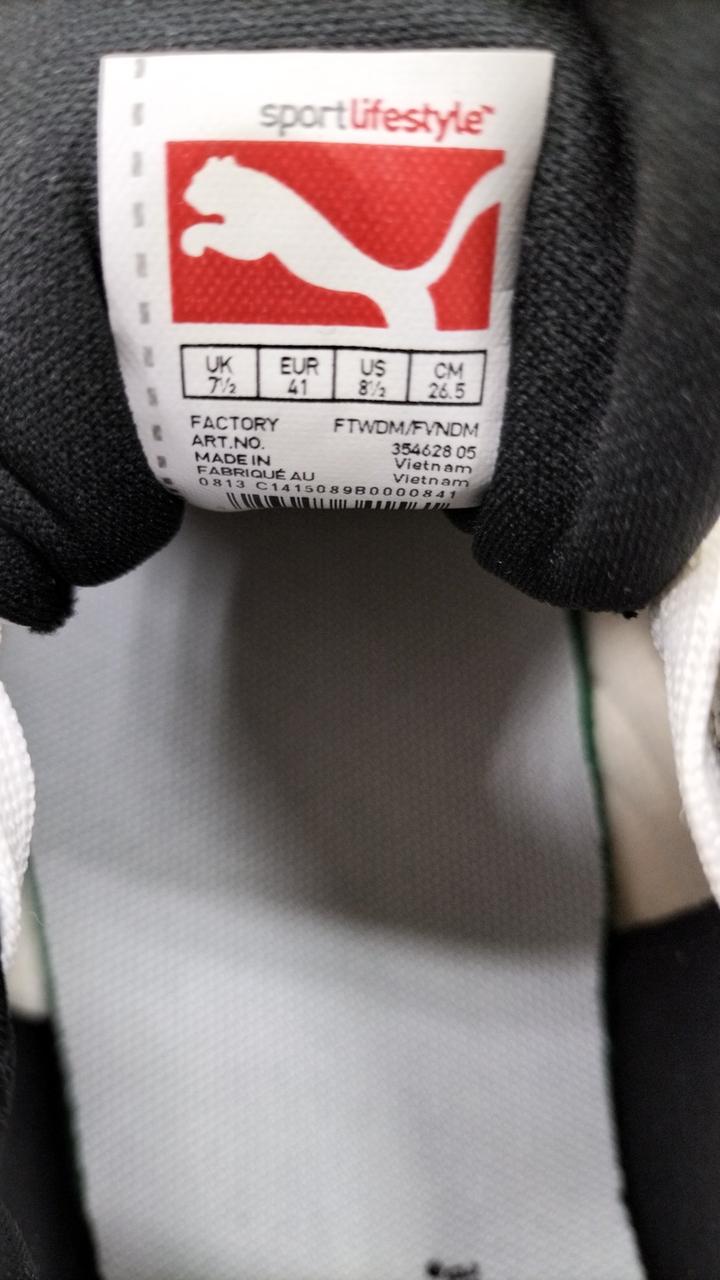 sportlifestyle™
UK EUR US CM
7½ 41 8½ 26.5
FACTORY FTWDM/FVNDM
ART.NO. 354628 05
MADE IN Vietnam
FABRIQUÉ AU Vietnam
0813 C1415089B0000841